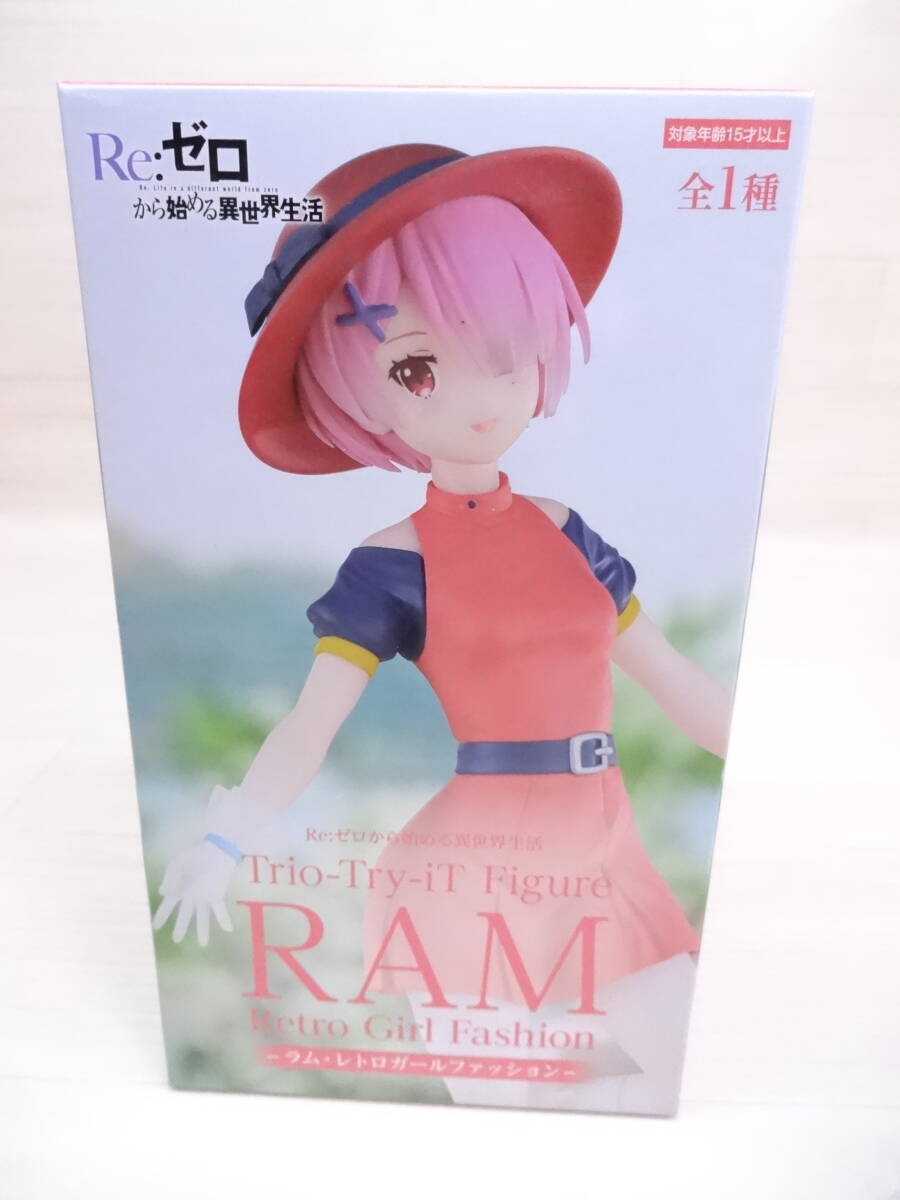 Re:ゼロ
Re: Life in a different world from zero
から始める異世界生活
対象年齢15才以上
全1種
Re:ゼロから始める異世界生活
Trio-Try-iT Figure
RAM
Retro Girl Fashion
－ラム・レトロガールファッション－